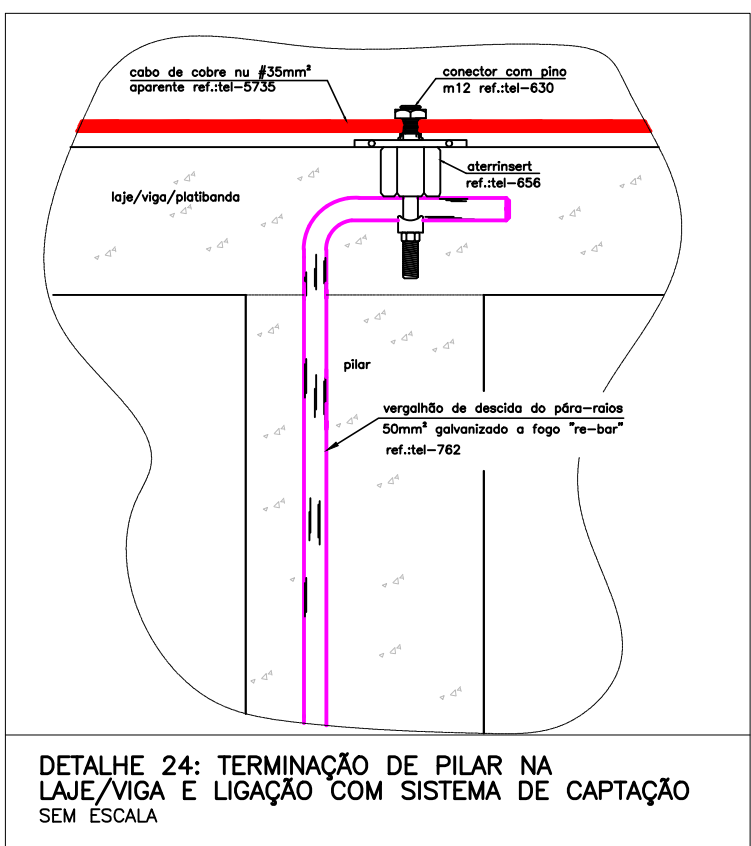 cabo de cobre nu #35mm²
aparente ref.:tel-5735
conector com pino
m12 ref.:tel-630
aterrinsert
ref.:tel-656
laje/viga/platibanda
pilar
vergalhão de descida do pára-raios
50mm² galvanizado a fogo "re-bar"
ref.:tel-762
DETALHE 24: TERMINAÇÃO DE PILAR NA
LAJE/VIGA E LIGAÇÃO COM SISTEMA DE CAPTAÇÃO
SEM ESCALA